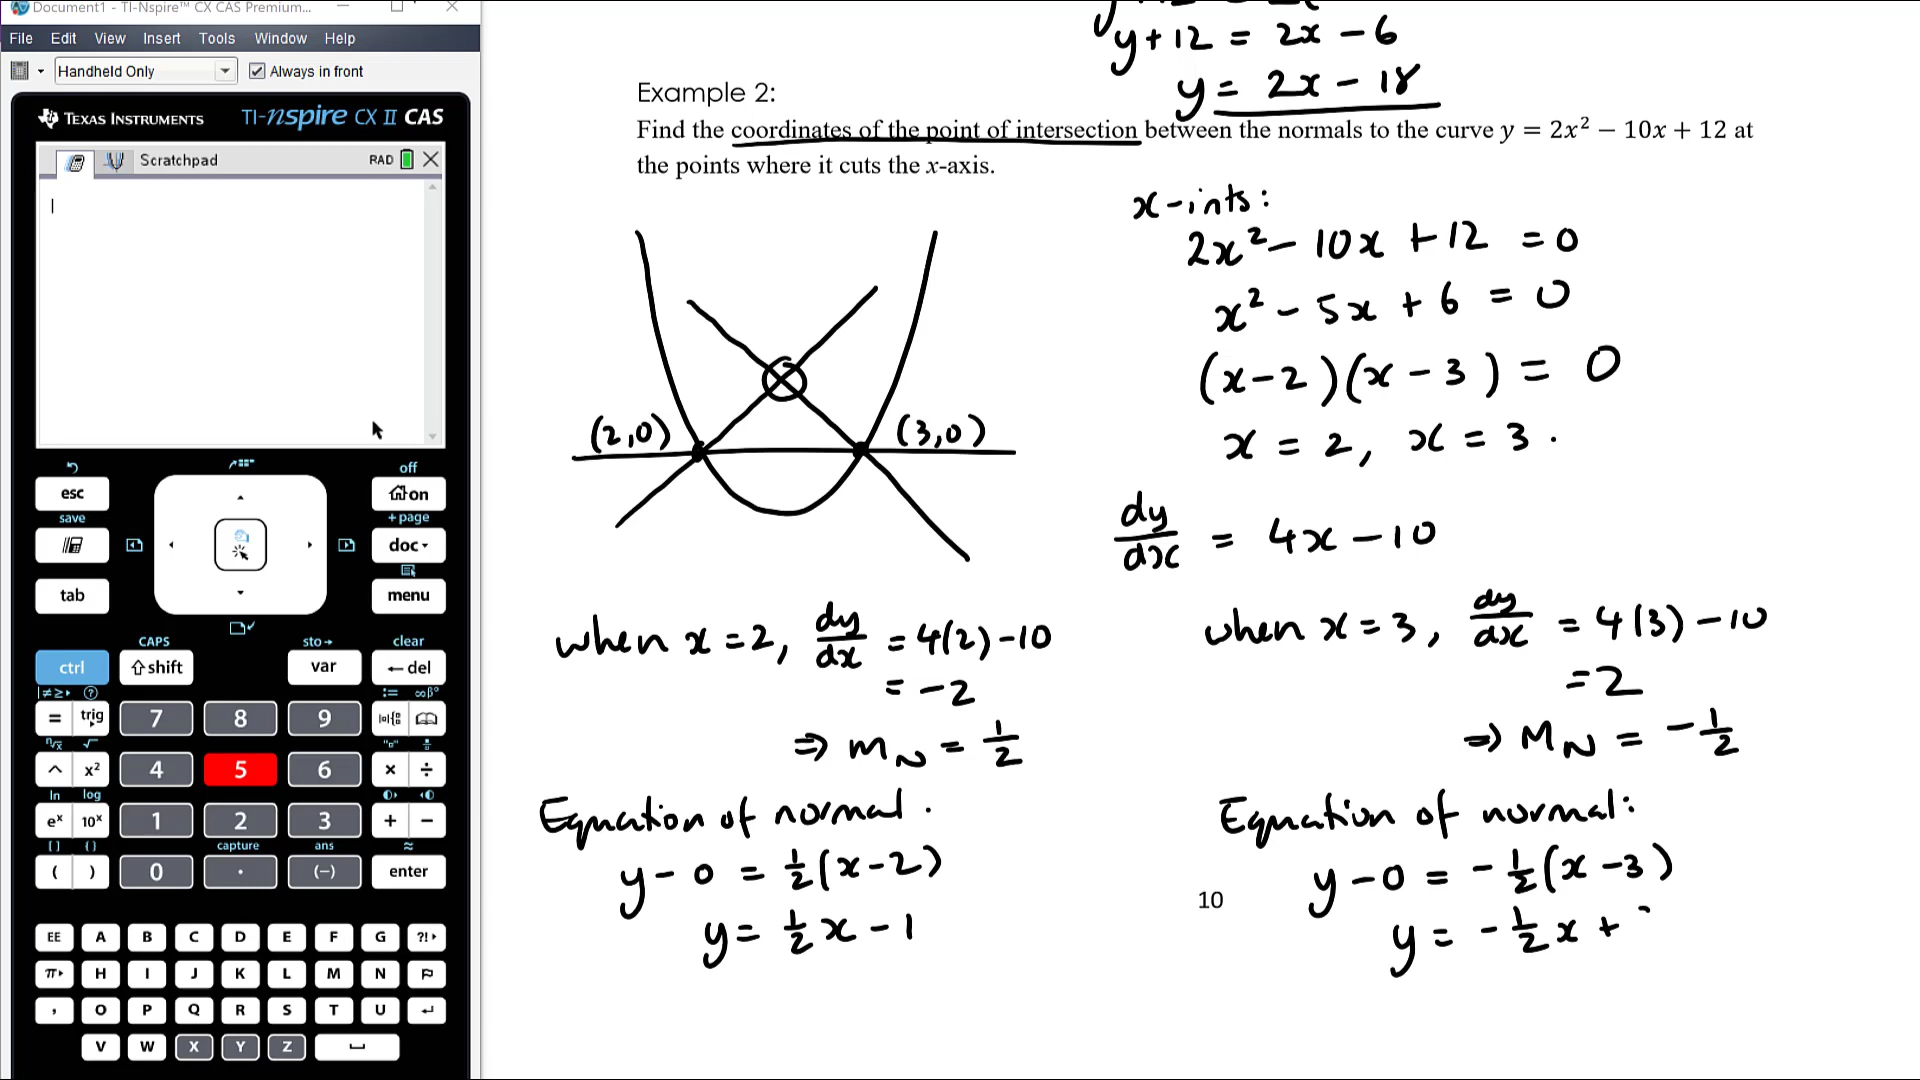 Document1 - TI-Nspire™ CX CAS Premium...
File Edit View Insert Tools Window Help
Handheld Only
Always in front
TEXAS INSTRUMENTS TI-nspire CX II CAS
Scratchpad RAD
esc off
on
save + page
doc
tab menu
CAPS sto→ clear
ctrl shift var del
= trig 7 8 9
^ x² 4 5 6 × ÷
ln log
eˣ 10ˣ 1 2 3 + −
[ ] { } capture ans ≈
( ) 0 . (−) enter
EE A B C D E F G ?!
π H I J K L M N
, O P Q R S T U
V W X Y Z
y+12 = 2x - 6
y = 2x - 18
Example 2:
Find the coordinates of the point of intersection between the normals to the curve y = 2x² − 10x + 12 at
the points where it cuts the x-axis.
x-ints:
2x² - 10x + 12 = 0
x² - 5x + 6 = 0
(x-2)(x-3) = 0
x = 2, x = 3.
(2,0) (3,0)
dy/dx = 4x - 10
when x = 2, dy/dx = 4(2) - 10
= -2
⇒ m_N = 1/2
Equation of normal.
y - 0 = 1/2(x-2)
y = 1/2 x - 1
when x = 3, dy/dx = 4(3) - 10
= 2
⇒ m_N = -1/2
Equation of normal:
y - 0 = -1/2(x - 3)
y = -1/2 x +
10